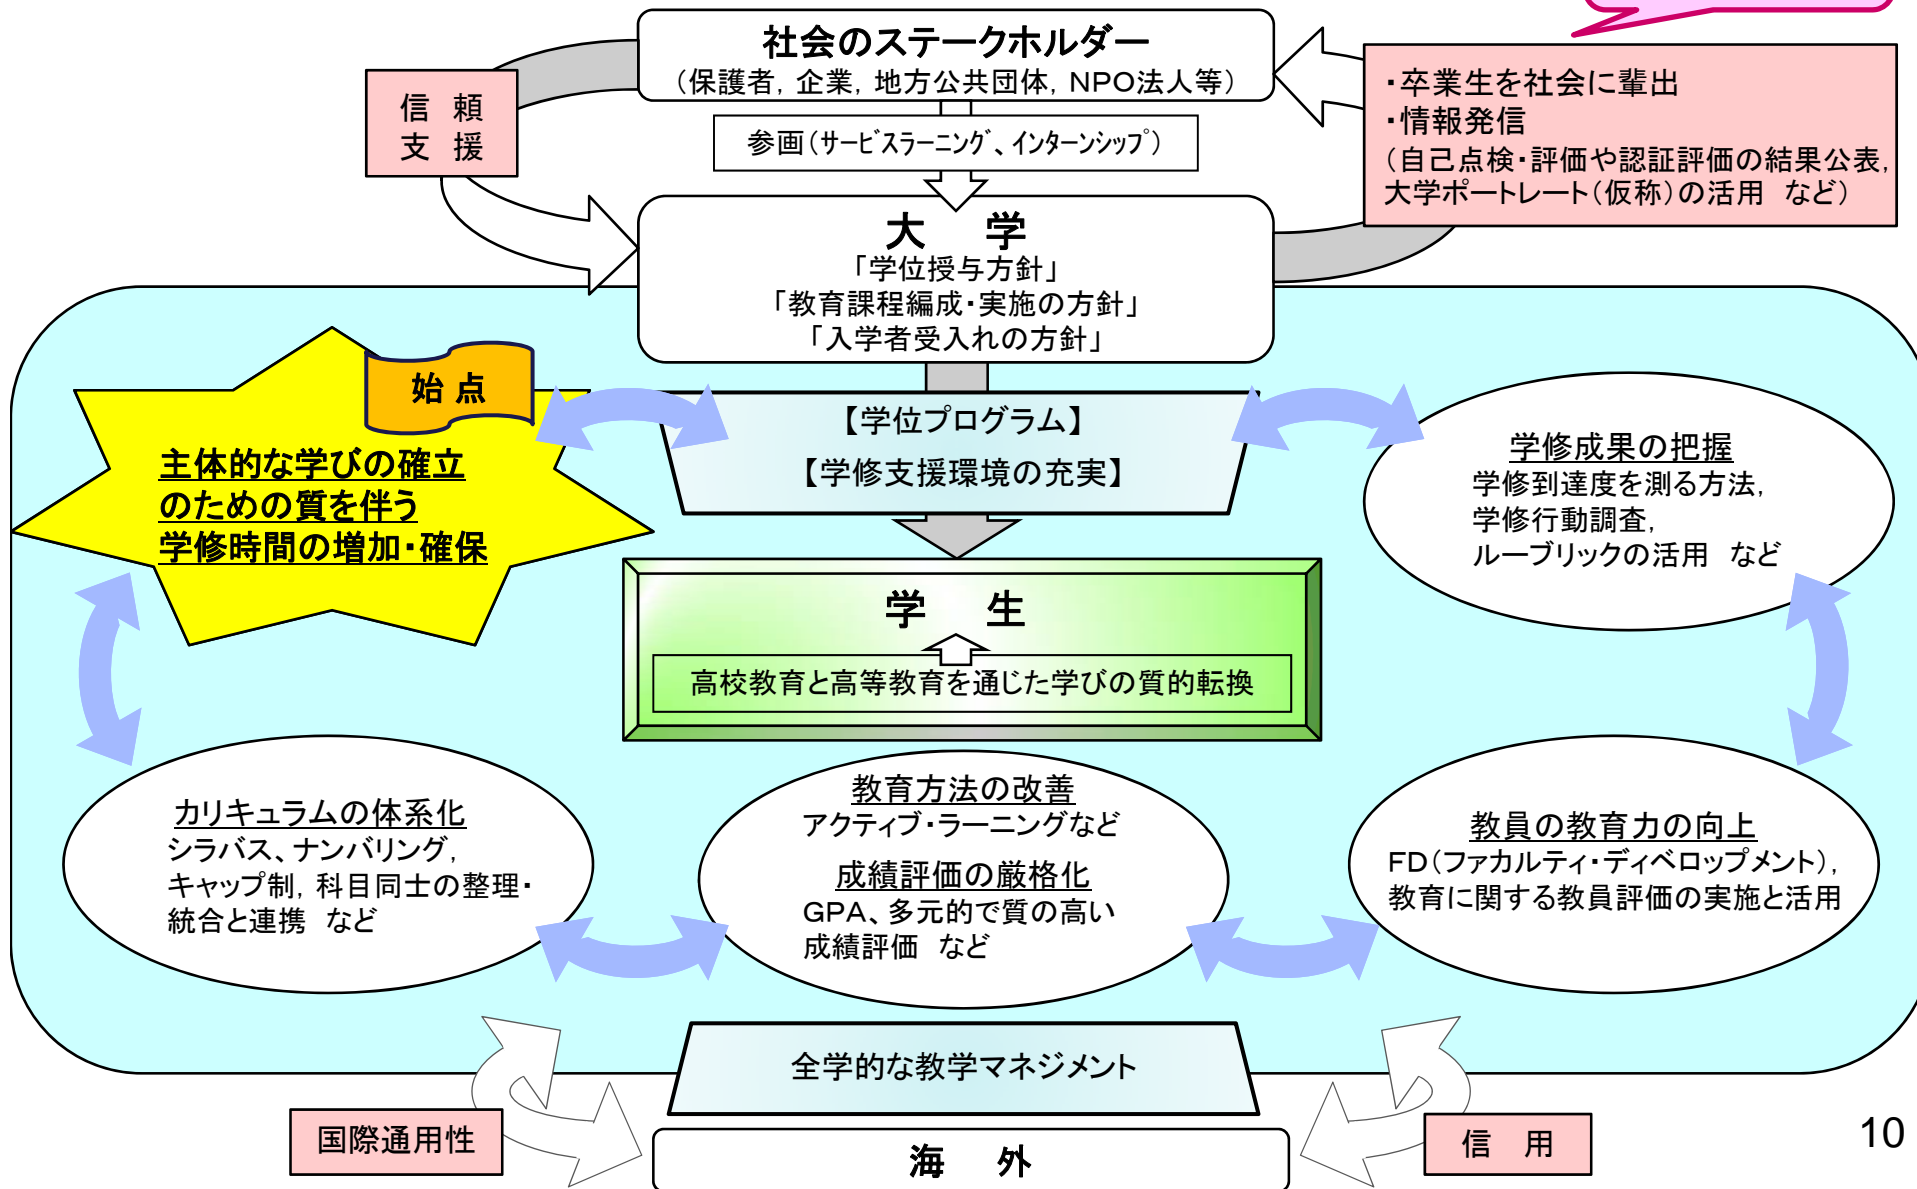 社会のステークホルダー
（保護者，企業，地方公共団体，ＮＰＯ法人等）
信　頼
支　援
参画（サービスラーニング、インターンシップ）
・卒業生を社会に輩出
・情報発信
（自己点検・評価や認証評価の結果公表，
大学ポートレート（仮称）の活用　など）
大　学
「学位授与方針」
「教育課程編成・実施の方針」
「入学者受入れの方針」
始 点
主体的な学びの確立
のための質を伴う
学修時間の増加・確保
【学位プログラム】
【学修支援環境の充実】
学修成果の把握
学修到達度を測る方法，
学修行動調査，
ルーブリックの活用　など
学　生
高校教育と高等教育を通じた学びの質的転換
カリキュラムの体系化
シラバス、ナンバリング，
キャップ制，科目同士の整理・
統合と連携　など
教育方法の改善
アクティブ・ラーニングなど
成績評価の厳格化
ＧＰＡ、多元的で質の高い
成績評価　など
教員の教育力の向上
ＦＤ（ファカルティ・ディベロップメント），
教育に関する教員評価の実施と活用
全学的な教学マネジメント
国際通用性
海　外
信　用
10